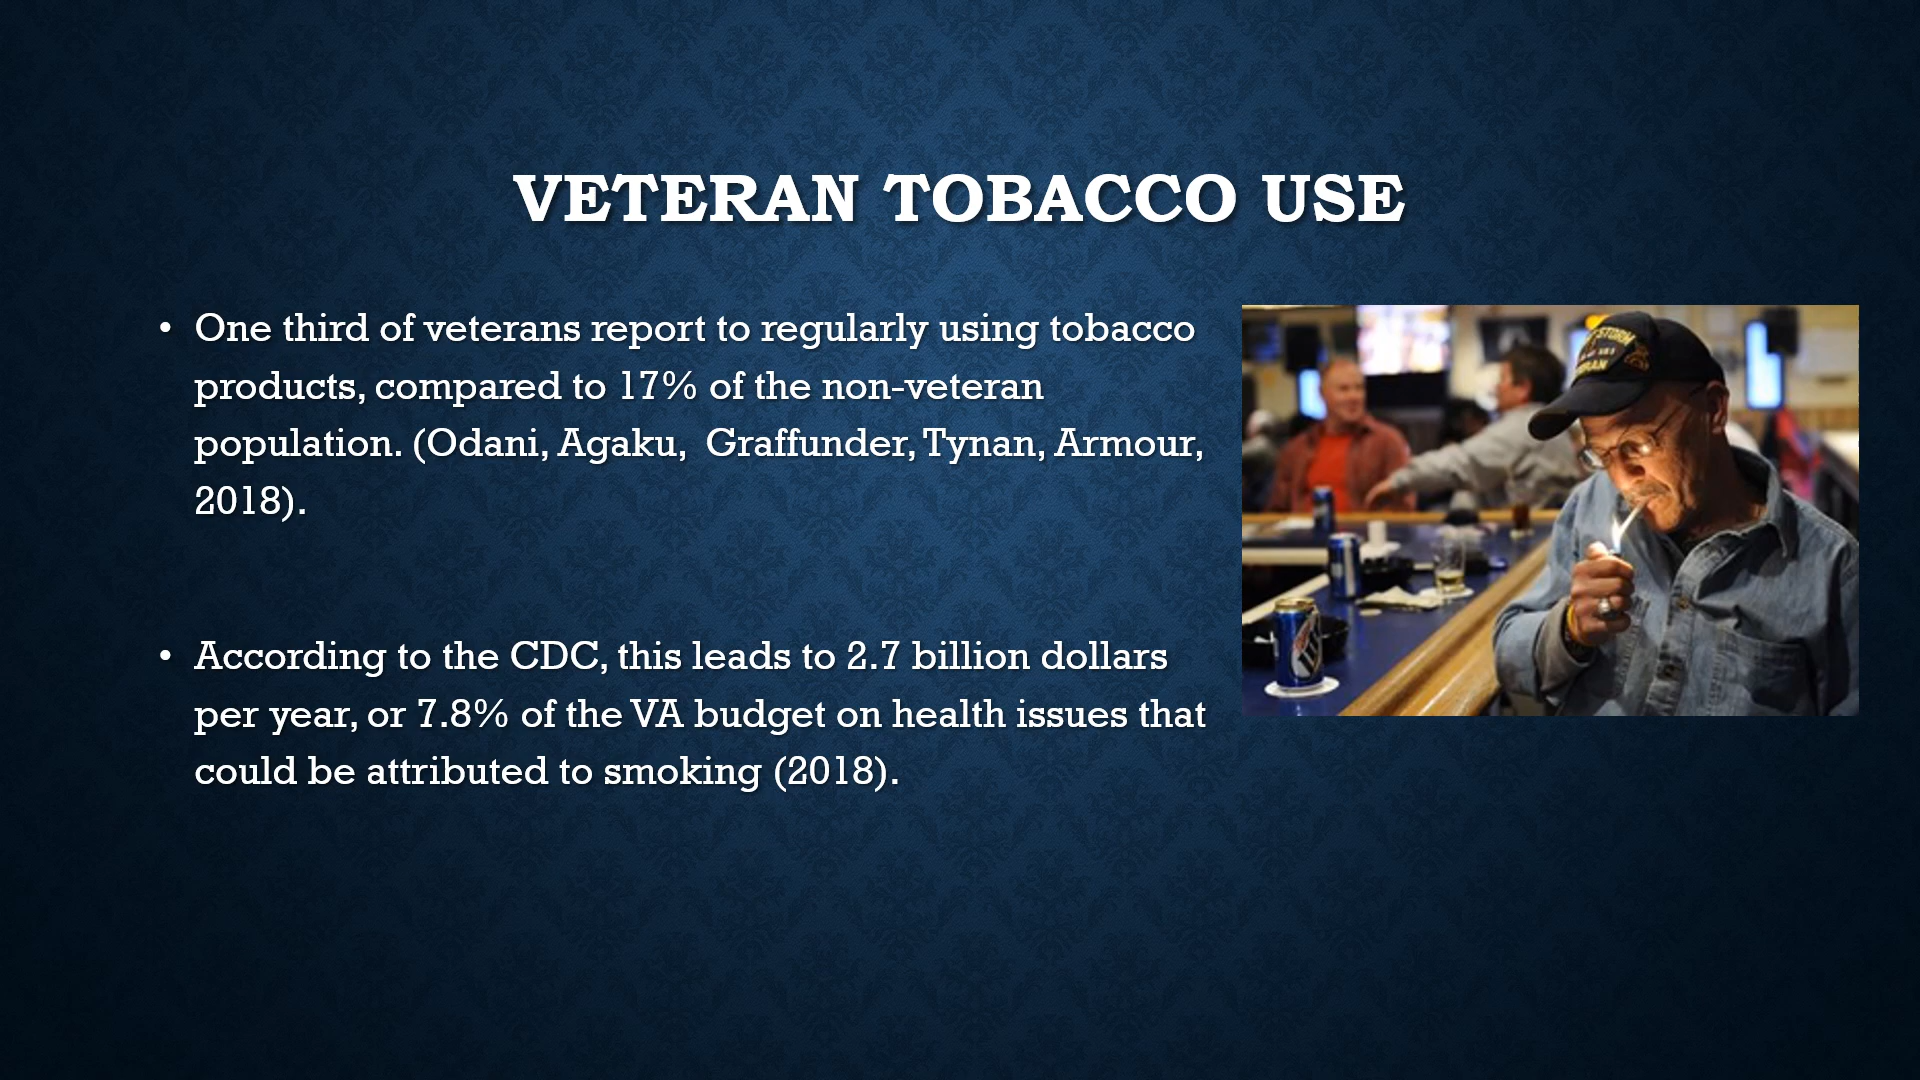 VETERAN TOBACCO USE
• One third of veterans report to regularly using tobacco
products, compared to 17% of the non-veteran
population. (Odani, Agaku,  Graffunder, Tynan, Armour,
2018).
• According to the CDC, this leads to 2.7 billion dollars
per year, or 7.8% of the VA budget on health issues that
could be attributed to smoking (2018).
STORM